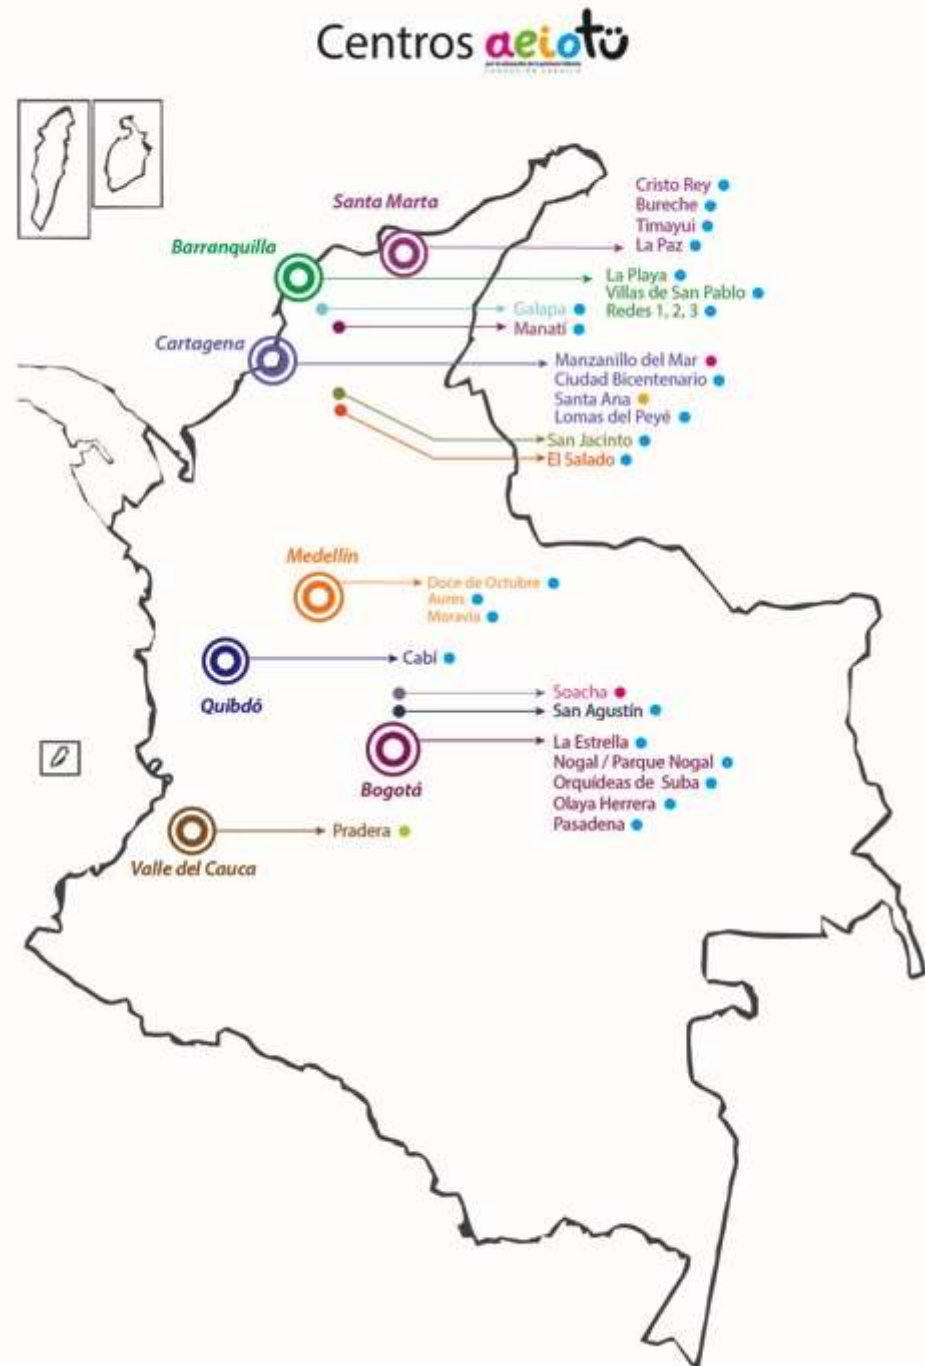 Centros aeiotü
Santa Marta
Cristo Rey
Bureche
Timayui
La Paz
Barranquilla
La Playa
Villas de San Pablo
Redes 1, 2, 3
Galapa
Manatí
Cartagena
Manzanillo del Mar
Ciudad Bicentenario
Santa Ana
Lomas del Peyé
San Jacinto
El Salado
Medellín
Doce de Octubre
Aures
Moravia
Cabí
Quibdó
Soacha
San Agustín
La Estrella
Nogal / Parque Nogal
Orquídeas de Suba
Olaya Herrera
Pasadena
Bogotá
Pradera
Valle del Cauca